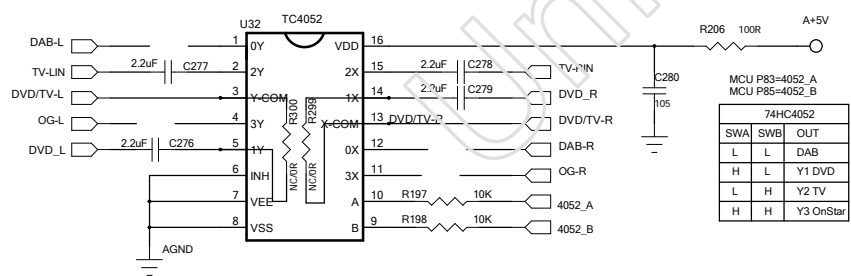 U32 TC4052
DAB-L 1 0Y VDD 16 R206 100R A+5V
TV-LIN 2.2uF C277 2 2Y 2X 15 2.2uF C278 TV-RIN
DVD/TV-L 3 Y-COM 1X 14 2.2uF C279 DVD_R
OG-L 4 3Y X-COM 13 DVD/TV-R DVD/TV-R
DVD_L 2.2uF C276 5 1Y 0X 12 DAB-R
6 INH 3X 11 OG-R
7 VEE A 10 R197 10K 4052_A
8 VSS B 9 R198 10K 4052_B
R300 NC/0R
R299 NC/0R
AGND
C280
105
MCU P83=4052_A
MCU P85=4052_B
74HC4052
SWA SWB OUT
L L DAB
H L Y1 DVD
L H Y2 TV
H H Y3 OnStar